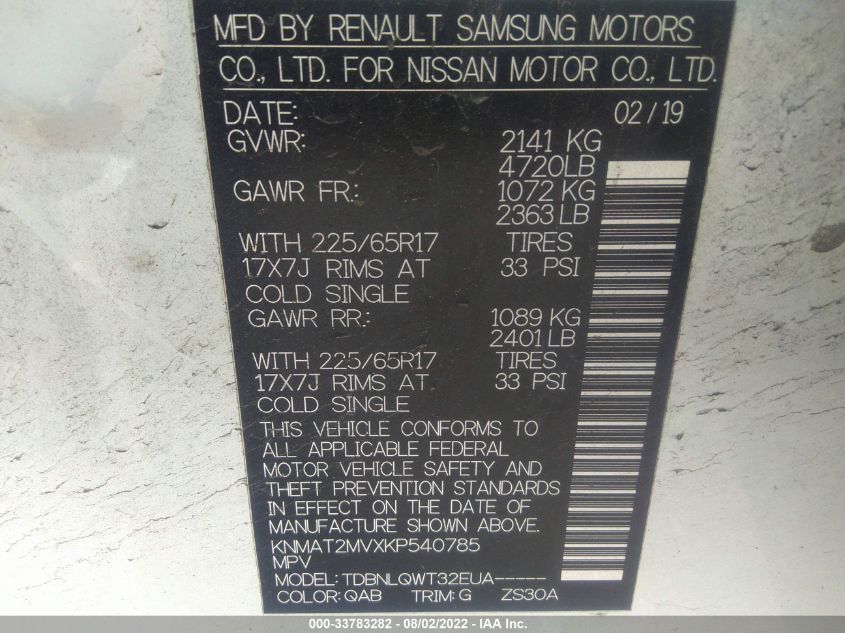 MFD BY RENAULT SAMSUNG MOTORS
CO., LTD. FOR NISSAN MOTOR CO., LTD.
DATE: 02/19
GVWR: 2141 KG
4720LB
GAWR FR.: 1072 KG
2363 LB
WITH 225/65R17 TIRES
17X7J RIMS AT 33 PSI
COLD SINGLE
GAWR RR.: 1089 KG
2401 LB
WITH 225/65R17 TIRES
17X7J RIMS AT 33 PSI
COLD SINGLE
THIS VEHICLE CONFORMS TO
ALL APPLICABLE FEDERAL
MOTOR VEHICLE SAFETY AND
THEFT PREVENTION STANDARDS
IN EFFECT ON THE DATE OF
MANUFACTURE SHOWN ABOVE.
KNMAT2MVXKP540785
MPV
MODEL: TDBNLQWT32EUA-----
COLOR: QAB TRIM: G ZS30A
000-33783282 - 08/02/2022 - IAA Inc.